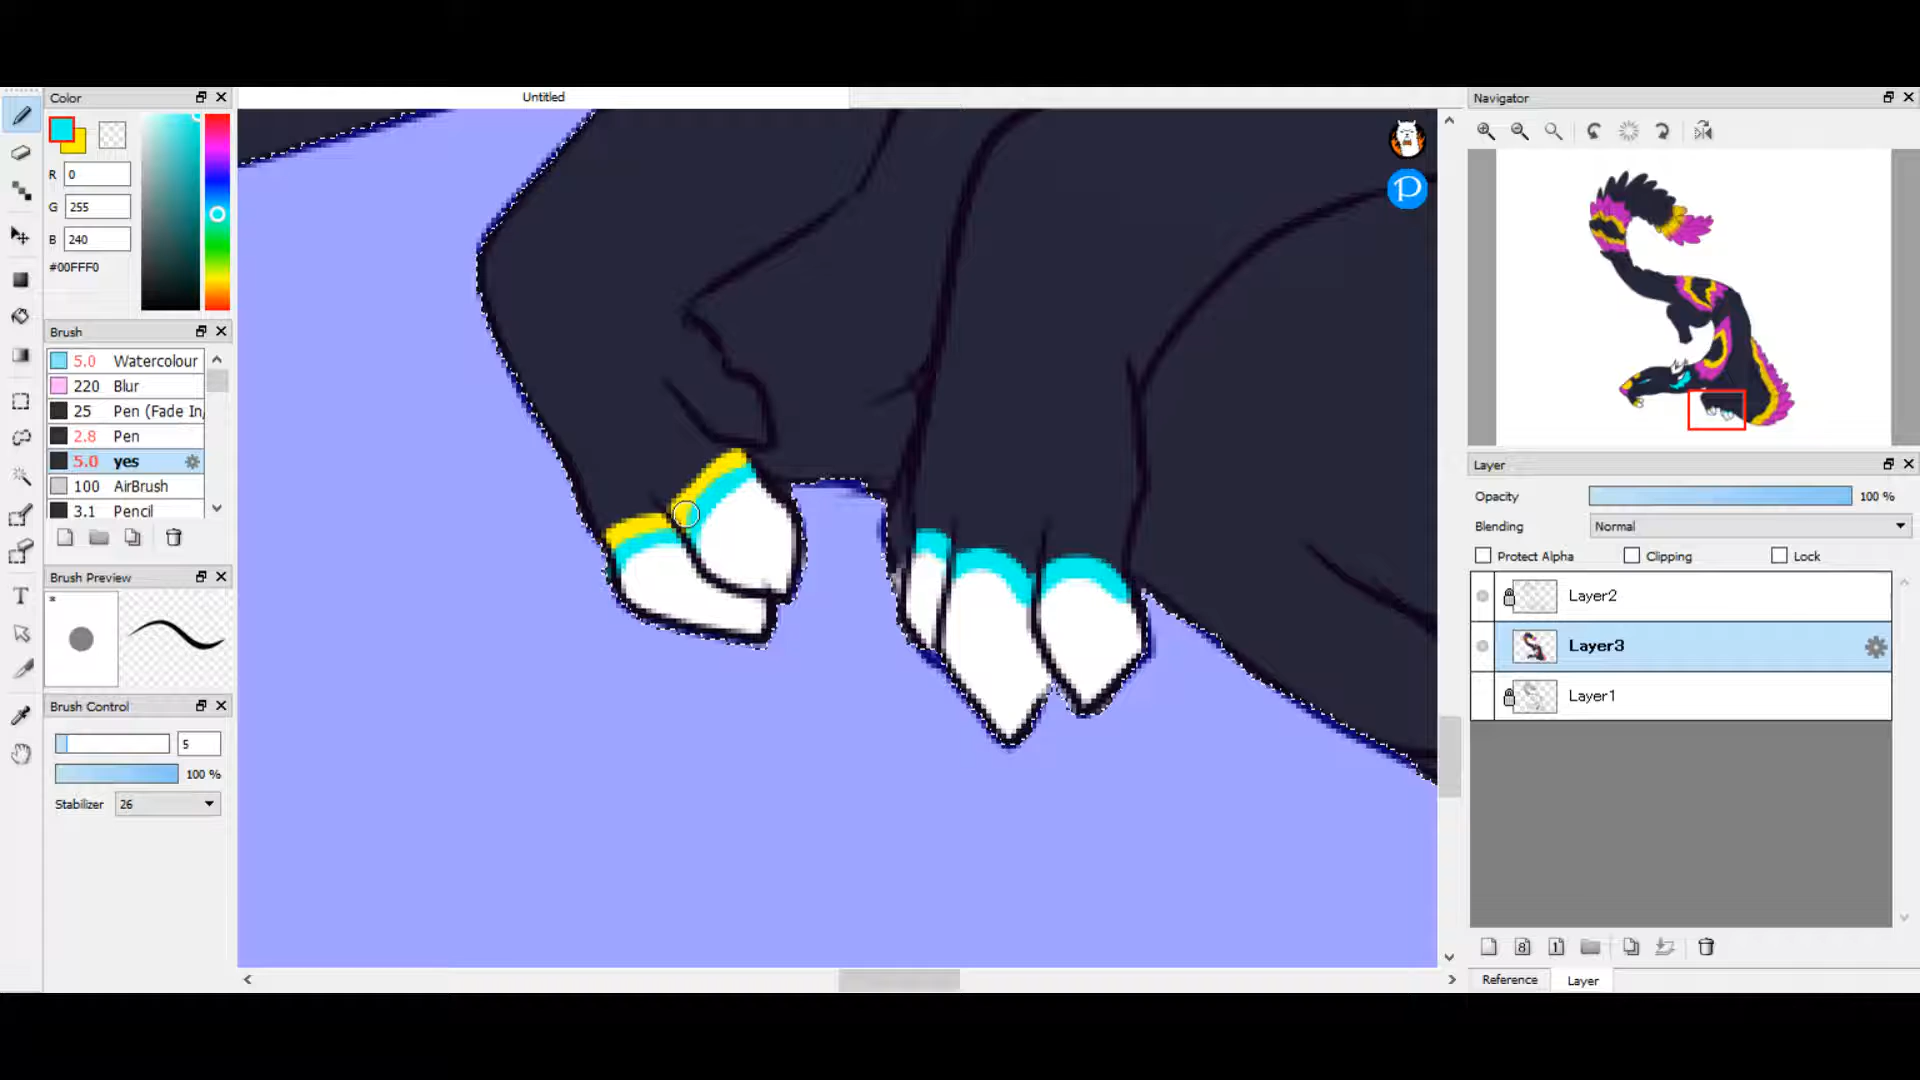 Color
Untitled
Navigator
R 0
G 255
B 240
#00FFF0
P
Brush
5.0 Watercolour
220 Blur
25 Pen (Fade In/
2.8 Pen
5.0 yes
100 AirBrush
3.1 Pencil
Brush Preview
*
Brush Control
5
100 %
Stabilizer 26
T
Layer
Opacity 100 %
Blending Normal
Protect Alpha Clipping Lock
Layer2
Layer3
Layer1
8 1
Reference Layer